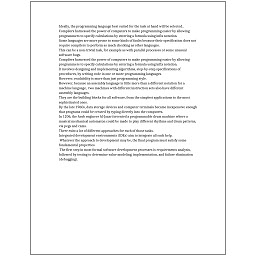 Ideally, the programming language best suited for the task at hand will be selected.
Compilers harnessed the power of computers to make programming easier by allowing
programmers to specify calculations by entering a formula using infix notation.
Some languages are more prone to some kinds of faults because their specification does not
require compilers to perform as much checking as other languages.
This can be a non-trivial task, for example as with parallel processes or some unusual
software bugs.
Compilers harnessed the power of computers to make programming easier by allowing
programmers to specify calculations by entering a formula using infix notation.
It involves designing and implementing algorithms, step-by-step specifications of
procedures, by writing code in one or more programming languages.
However, readability is more than just programming style.
However, because an assembly language is little more than a different notation for a
machine language, two machines with different instruction sets also have different
assembly languages.
They are the building blocks for all software, from the simplest applications to the most
sophisticated ones.
By the late 1960s, data storage devices and computer terminals became inexpensive enough
that programs could be created by typing directly into the computers.
In 1206, the Arab engineer Al-Jazari invented a programmable drum machine where a
musical mechanical automaton could be made to play different rhythms and drum patterns,
via pegs and cams.
There exist a lot of different approaches for each of those tasks.
Integrated development environments (IDEs) aim to integrate all such help.
Whatever the approach to development may be, the final program must satisfy some
fundamental properties.
The first step in most formal software development processes is requirements analysis,
followed by testing to determine value modeling, implementation, and failure elimination
(debugging).